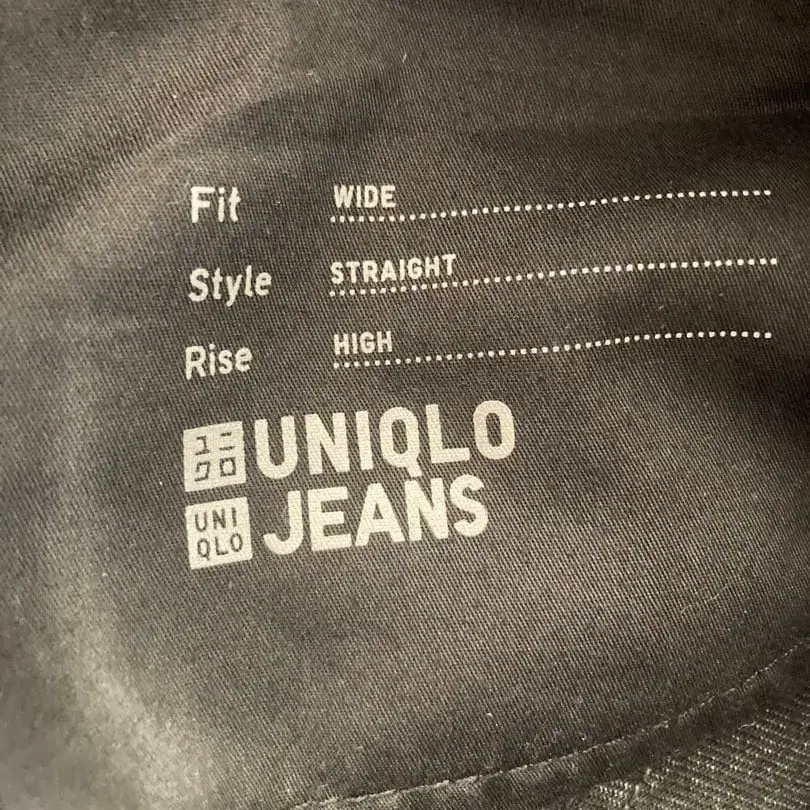 Fit WIDE
Style STRAIGHT
Rise HIGH
ユニ
クロ
UNIQLO
UNI
QLO
JEANS